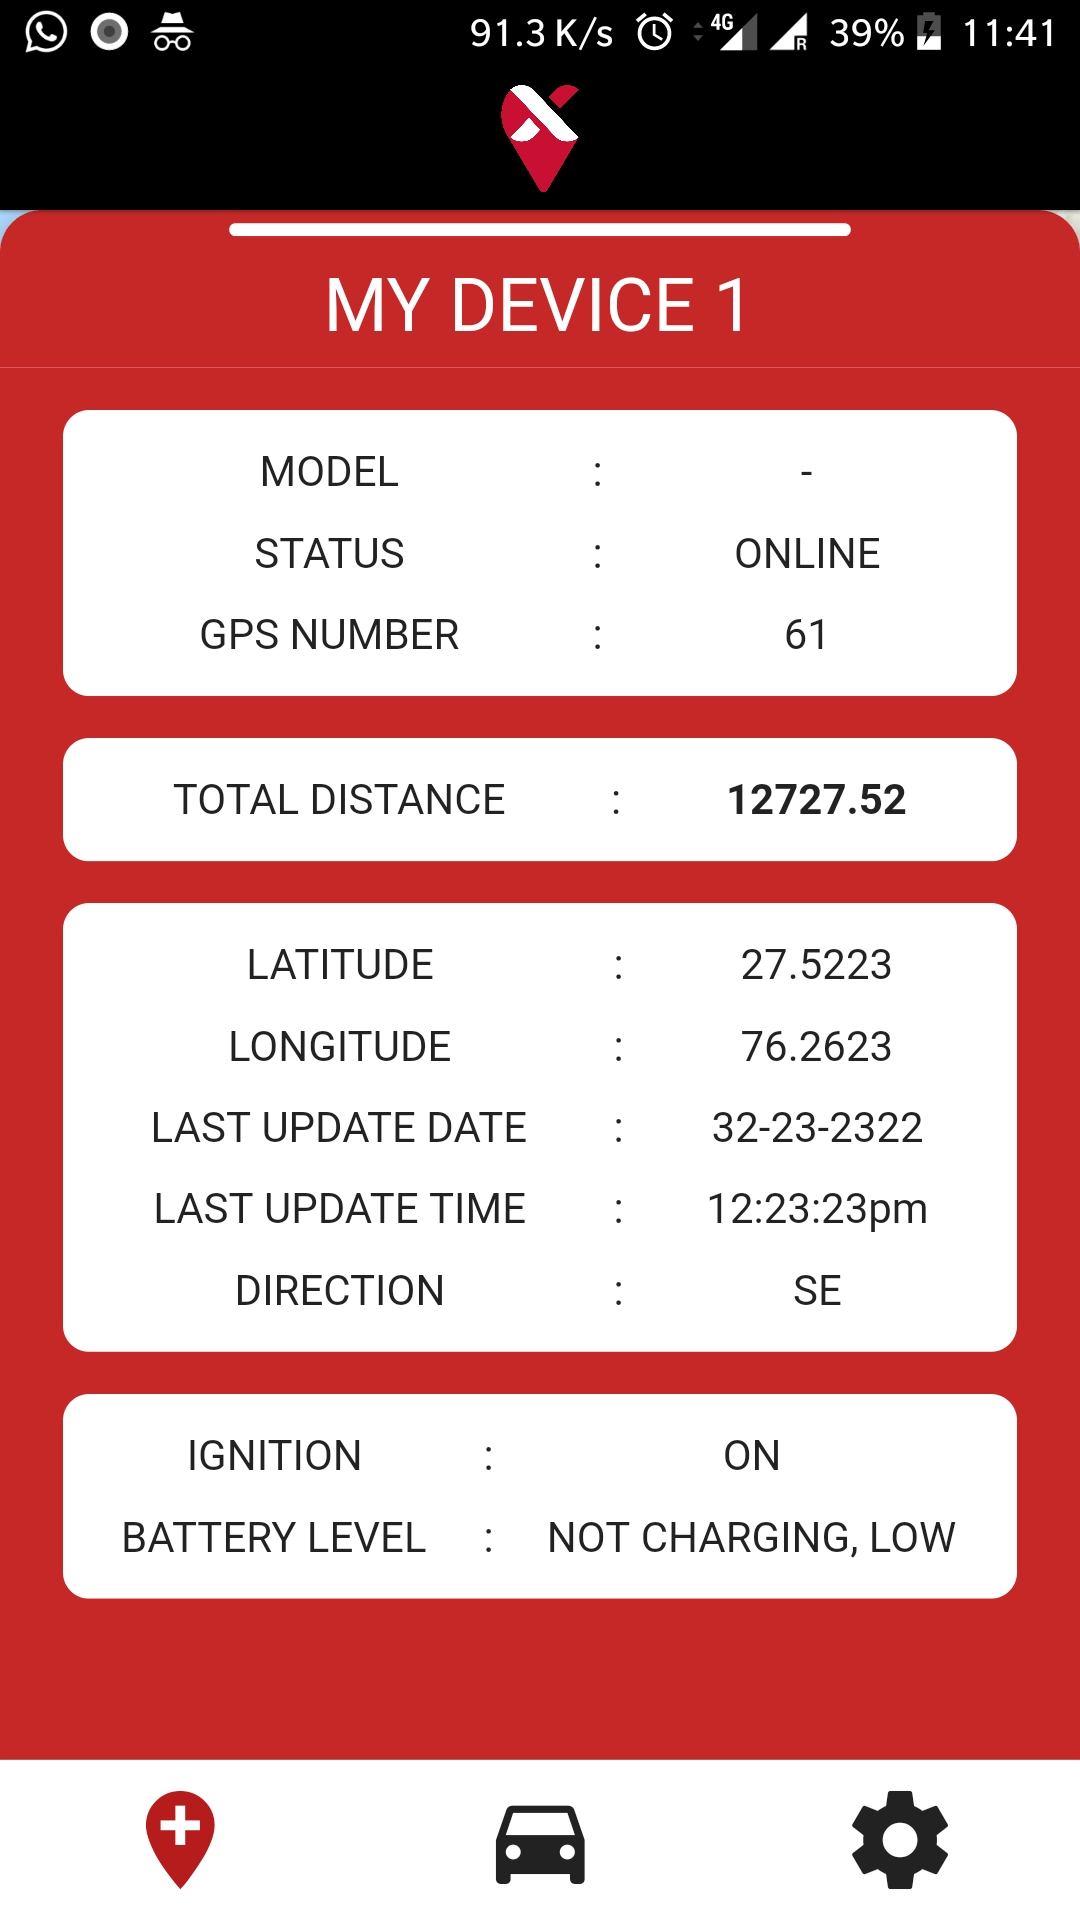 91.3 K/s 4G R 39% 11:41
MY DEVICE 1
MODEL : -
STATUS : ONLINE
GPS NUMBER : 61
TOTAL DISTANCE : 12727.52
LATITUDE : 27.5223
LONGITUDE : 76.2623
LAST UPDATE DATE : 32-23-2322
LAST UPDATE TIME : 12:23:23pm
DIRECTION : SE
IGNITION : ON
BATTERY LEVEL : NOT CHARGING, LOW